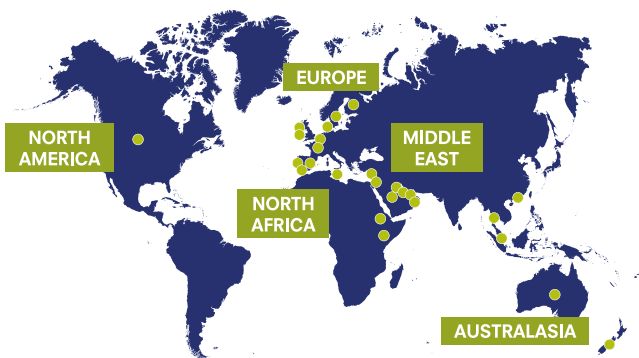 EUROPE
NORTH
AMERICA
MIDDLE
EAST
NORTH
AFRICA
AUSTRALASIA